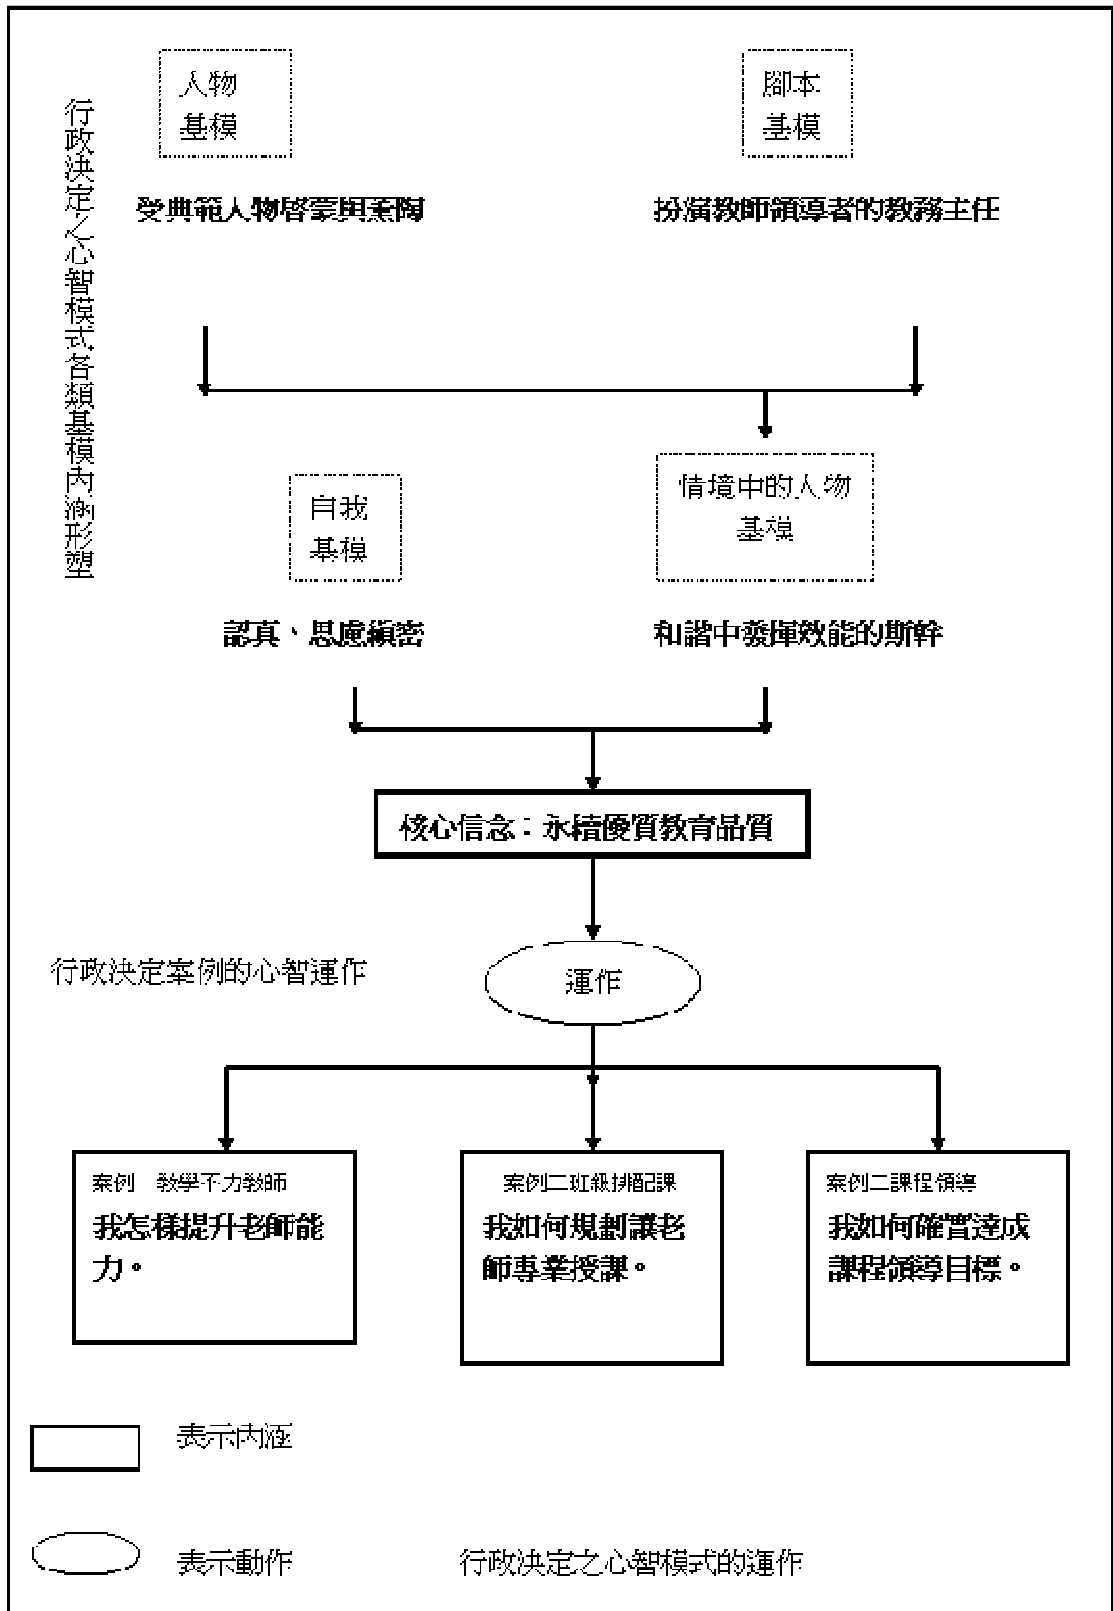 人物
基模
腳本
基模
行政決定之心智模式各類基模內涵形塑
受典範人物啓蒙與薰陶
扮演教師領導者的教務主任
自我
基模
情境中的人物
基模
認真、思慮縝密
和諧中發揮效能的斯幹
核心信念：永續優質教育品質
行政決定案例的心智運作
運作
案例一教學不力教師
我怎樣提升老師能
力。
案例二班級排配課
我如何規劃讓老
師專業授課。
案例三課程領導
我如何確實達成
課程領導目標。
表示內涵
表示動作
行政決定之心智模式的運作